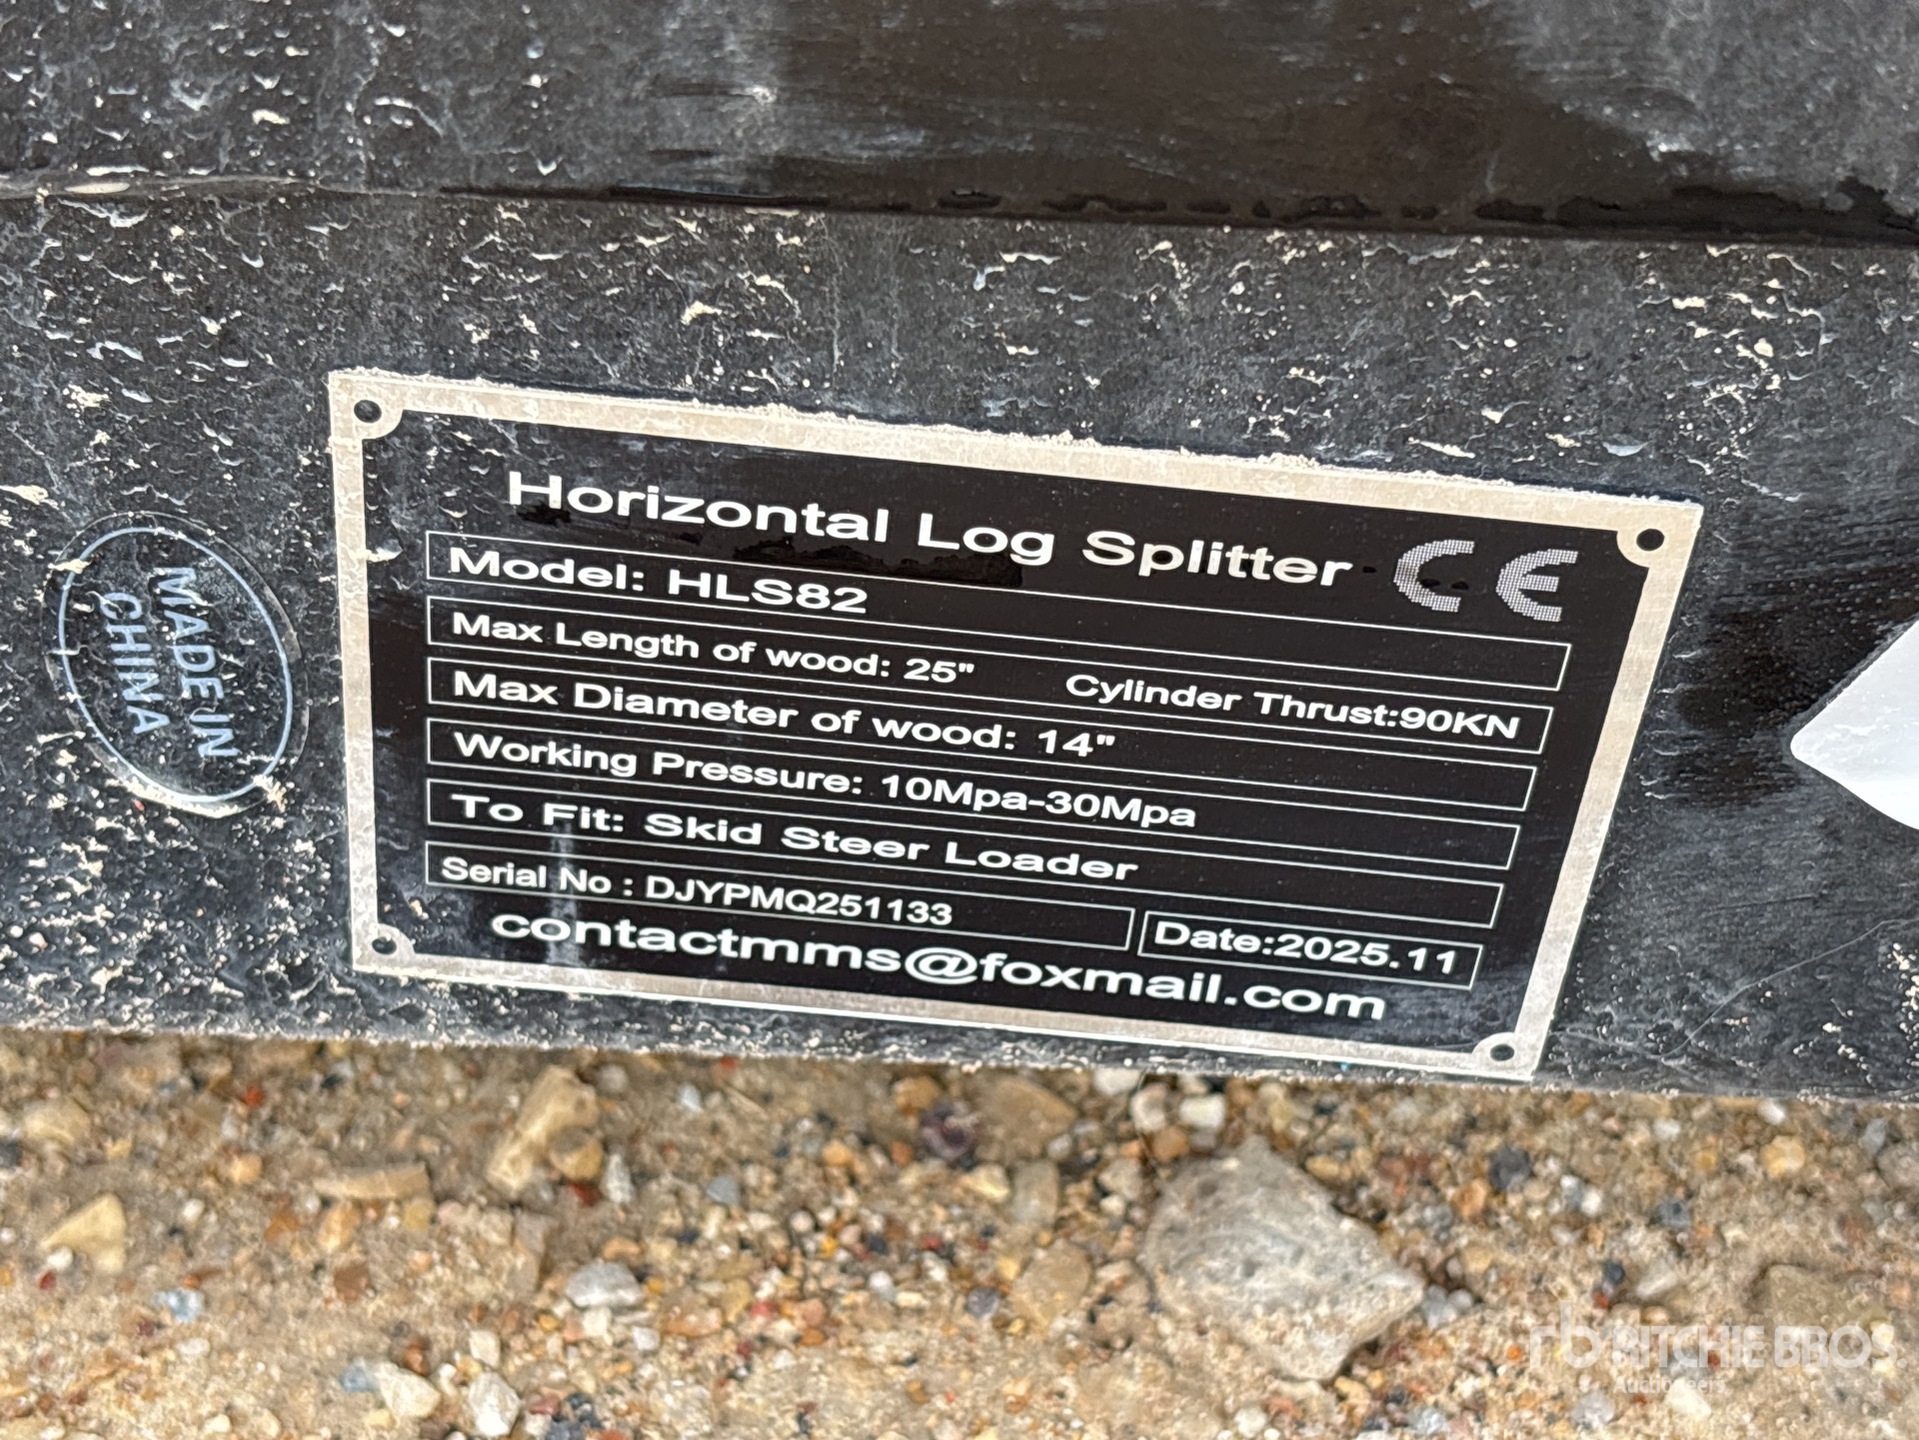 Horizontal Log Splitter CE
Model: HLS82
Max Length of wood: 25" Cylinder Thrust:90KN
Max Diameter of wood: 14"
Working Pressure: 10Mpa-30Mpa
To Fit: Skid Steer Loader
Serial No : DJYPMQ251133 Date:2025.11
contactmms@foxmail.com
MADE IN
CHINA
rb RITCHIE BROS.
Auctioneers